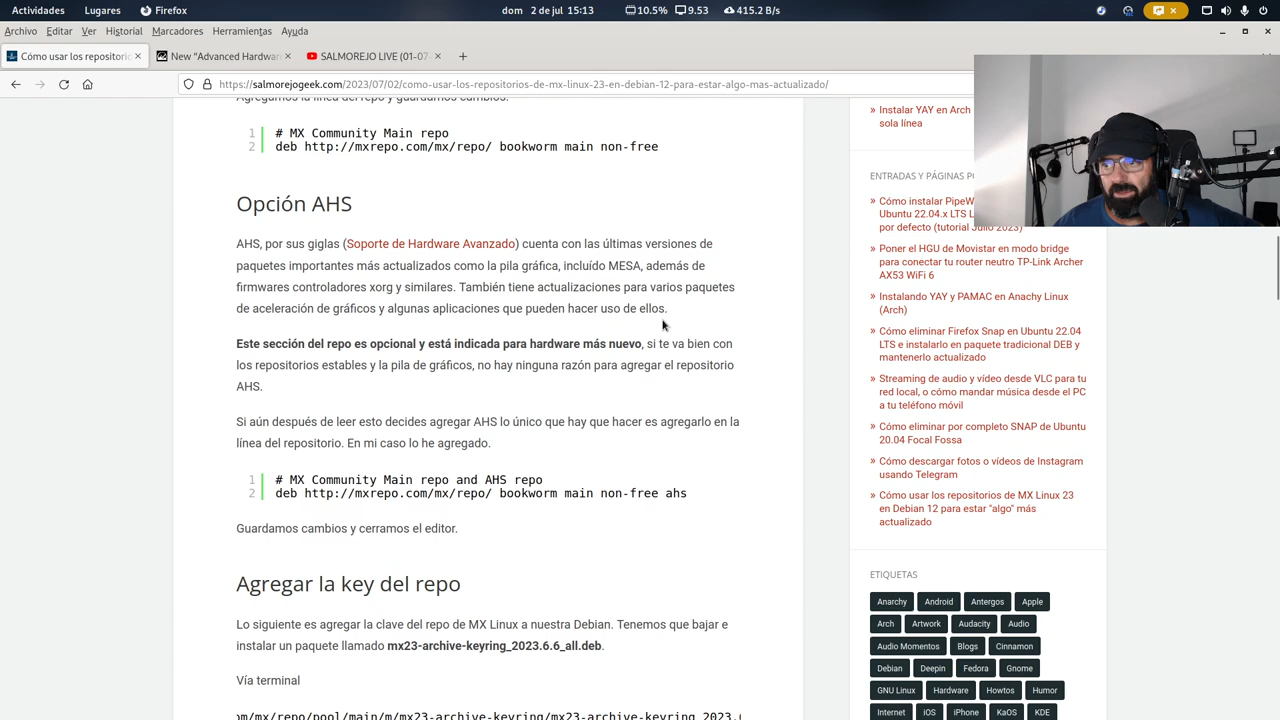 Actividades Lugares Firefox dom 2 de jul 15:13 10.5% 9.53 415.2 B/s
Archivo Editar Ver Historial Marcadores Herramientas Ayuda
Cómo usar los repositorio New "Advanced Hardwar SALMOREJO LIVE (01-07-
https://salmorejogeek.com/2023/07/02/como-usar-los-repositorios-de-mx-linux-23-en-debian-12-para-estar-algo-mas-actualizado/
Agregamos la línea del repo y guardamos cambios.
1 # MX Community Main repo
2 deb http://mxrepo.com/mx/repo/ bookworm main non-free
Opción AHS
AHS, por sus giglas (Soporte de Hardware Avanzado) cuenta con las últimas versiones de
paquetes importantes más actualizados como la pila gráfica, incluído MESA, además de
firmwares controladores xorg y similares. También tiene actualizaciones para varios paquetes
de aceleración de gráficos y algunas aplicaciones que pueden hacer uso de ellos.
Este sección del repo es opcional y está indicada para hardware más nuevo, si te va bien con
los repositorios estables y la pila de gráficos, no hay ninguna razón para agregar el repositorio
AHS.
Si aún después de leer esto decides agregar AHS lo único que hay que hacer es agregarlo en la
línea del repositorio. En mi caso lo he agregado.
1 # MX Community Main repo and AHS repo
2 deb http://mxrepo.com/mx/repo/ bookworm main non-free ahs
Guardamos cambios y cerramos el editor.
Agregar la key del repo
Lo siguiente es agregar la clave del repo de MX Linux a nuestra Debian. Tenemos que bajar e
instalar un paquete llamado mx23-archive-keyring_2023.6.6_all.deb.
Vía terminal
om/mx/repo/pool/main/m/mx23-archive-keyring/mx23-archive-keyring_2023.
» Instalar YAY en Arch
sola línea
ENTRADAS Y PÁGINAS PO
» Cómo instalar PipeW
Ubuntu 22.04.x LTS L
por defecto (tutorial Julio 2023)
» Poner el HGU de Movistar en modo bridge
para conectar tu router neutro TP-Link Archer
AX53 WiFi 6
» Instalando YAY y PAMAC en Anachy Linux
(Arch)
» Cómo eliminar Firefox Snap en Ubuntu 22.04
LTS e instalarlo en paquete tradicional DEB y
mantenerlo actualizado
» Streaming de audio y vídeo desde VLC para tu
red local, o cómo mandar música desde el PC
a tu teléfono móvil
» Cómo eliminar por completo SNAP de Ubuntu
20.04 Focal Fossa
» Cómo descargar fotos o vídeos de Instagram
usando Telegram
» Cómo usar los repositorios de MX Linux 23
en Debian 12 para estar "algo" más
actualizado
ETIQUETAS
Anarchy Android Antergos Apple
Arch Artwork Audacity Audio
Audio Momentos Blogs Cinnamon
Debian Deepin Fedora Gnome
GNU Linux Hardware Howtos Humor
Internet iOS iPhone KaOS KDE